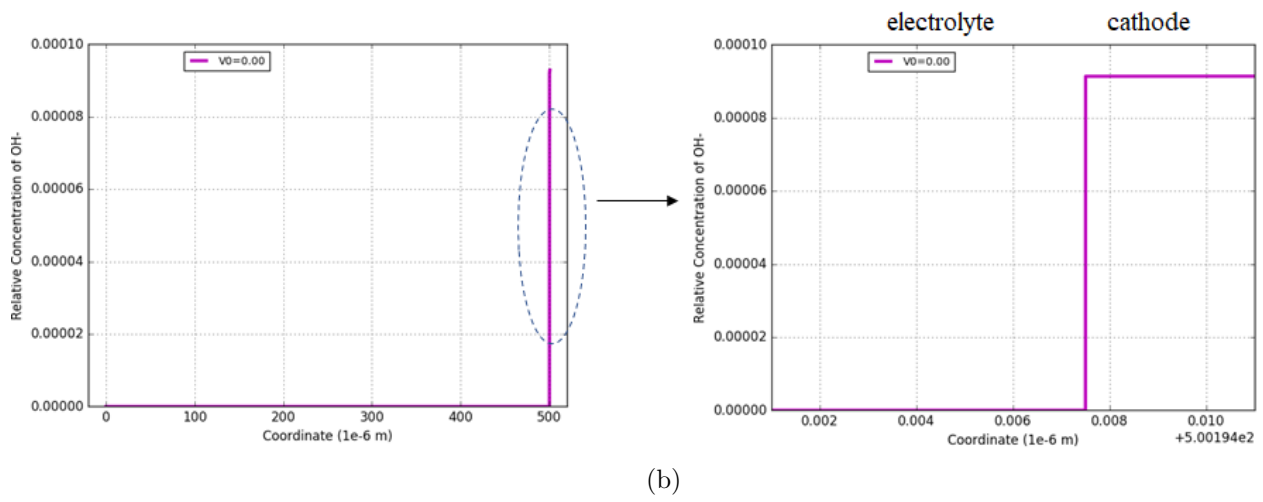 electrolyte cathode
0.00010
0.00008
0.00006
0.00004
0.00002
0.00000
Relative Concentration of OH-
V0=0.00
0 100 200 300 400 500
Coordinate (1e-6 m)
0.00010
0.00008
0.00006
0.00004
0.00002
0.00000
Relative Concentration of OH-
V0=0.00
0.002 0.004 0.006 0.008 0.010
Coordinate (1e-6 m)
+5.00194e2
(b)